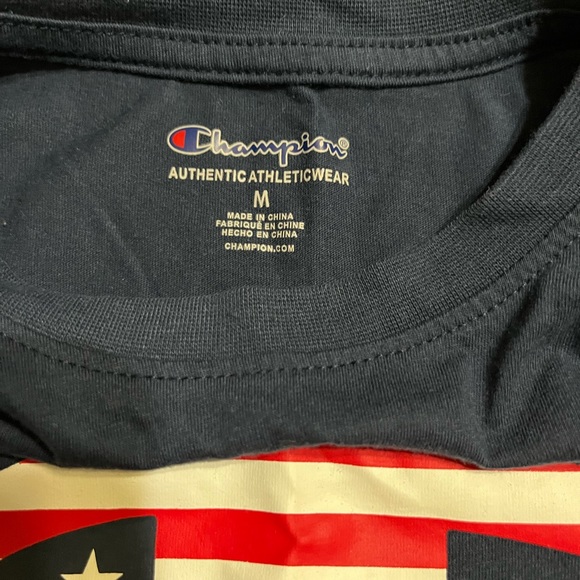 Champion®
AUTHENTIC ATHLETICWEAR
M
MADE IN CHINA
FABRIQUÉ EN CHINE
HECHO EN CHINA
CHAMPION.COM